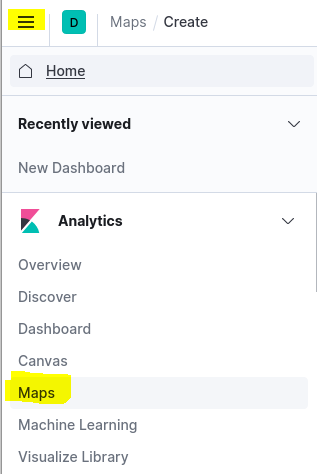 D Maps / Create
Home
Recently viewed
New Dashboard
Analytics
Overview
Discover
Dashboard
Canvas
Maps
Machine Learning
Visualize Library